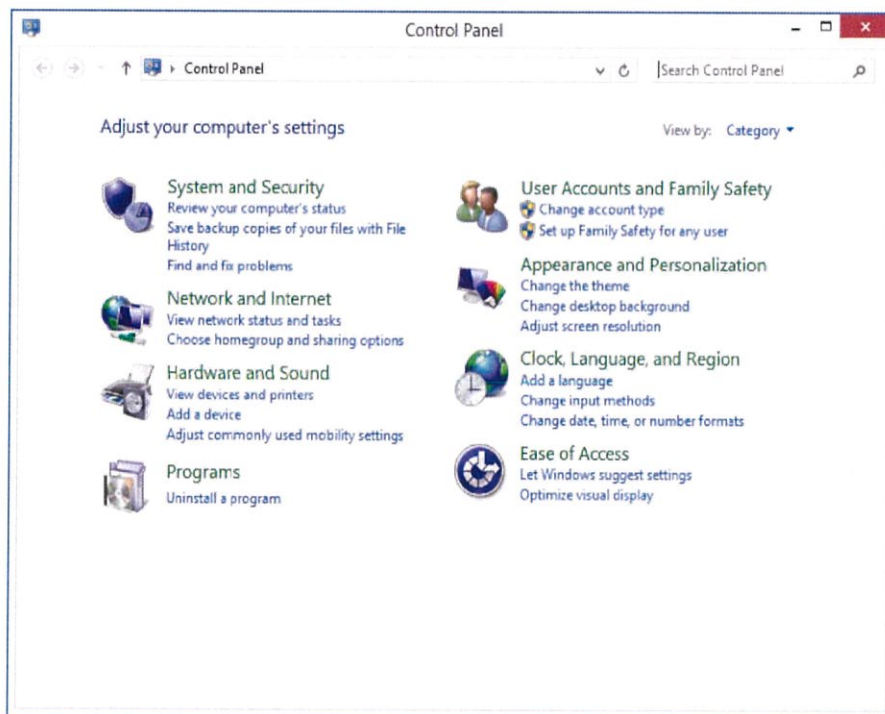 Control Panel
Control Panel
Search Control Panel
Adjust your computer's settings
View by: Category
System and Security
Review your computer's status
Save backup copies of your files with File
History
Find and fix problems
Network and Internet
View network status and tasks
Choose homegroup and sharing options
Hardware and Sound
View devices and printers
Add a device
Adjust commonly used mobility settings
Programs
Uninstall a program
User Accounts and Family Safety
Change account type
Set up Family Safety for any user
Appearance and Personalization
Change the theme
Change desktop background
Adjust screen resolution
Clock, Language, and Region
Add a language
Change input methods
Change date, time, or number formats
Ease of Access
Let Windows suggest settings
Optimize visual display